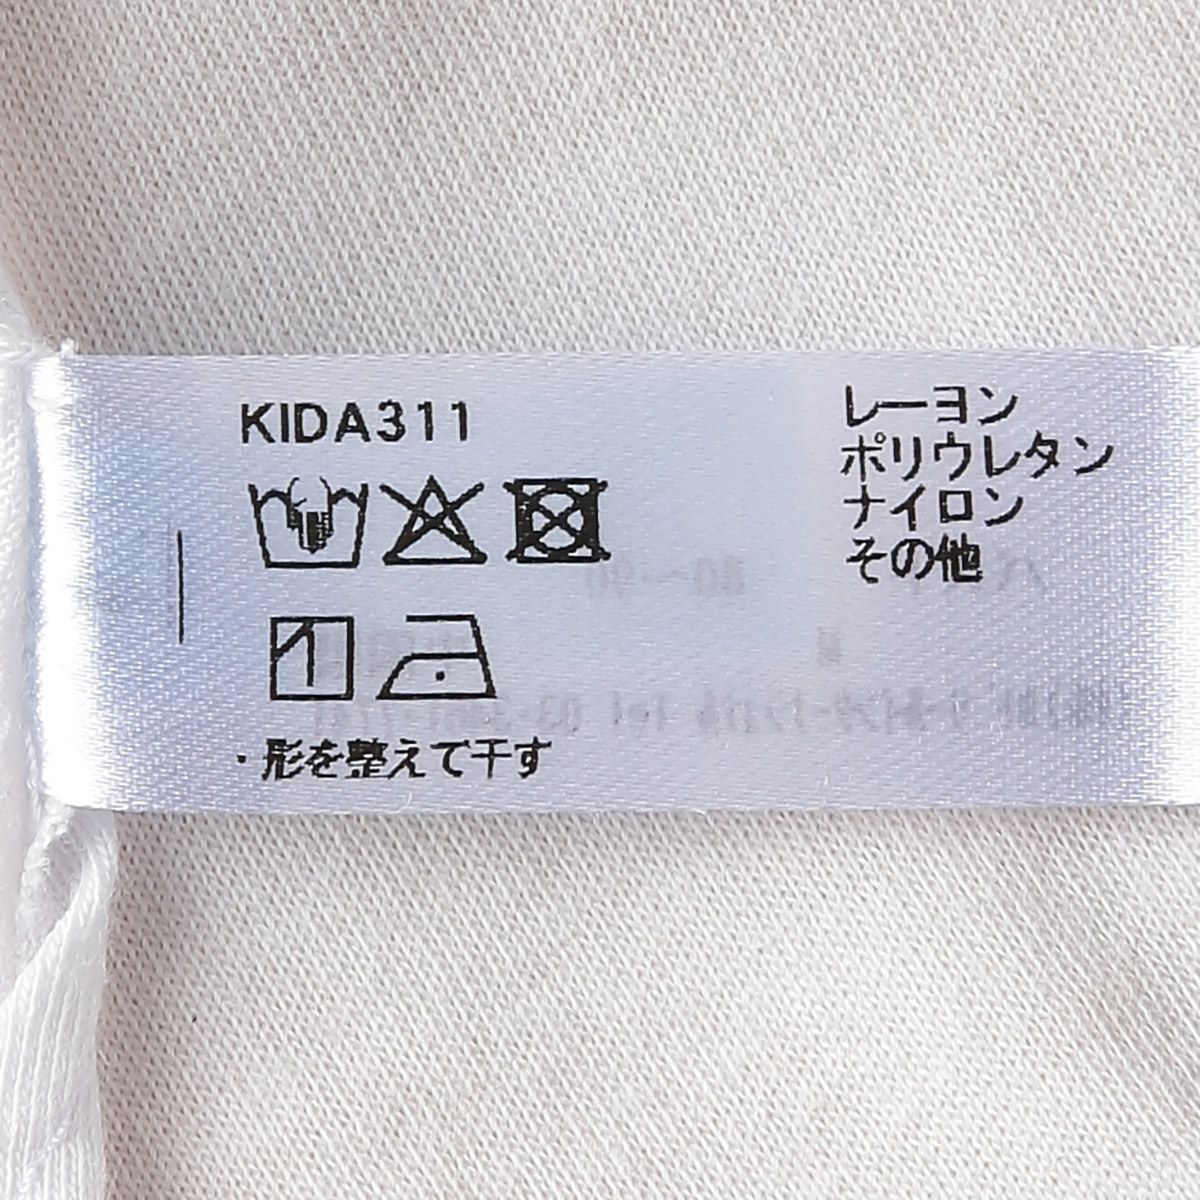 KIDA311
レーヨン
ポリウレタン
ナイロン
その他
・形を整えて干す